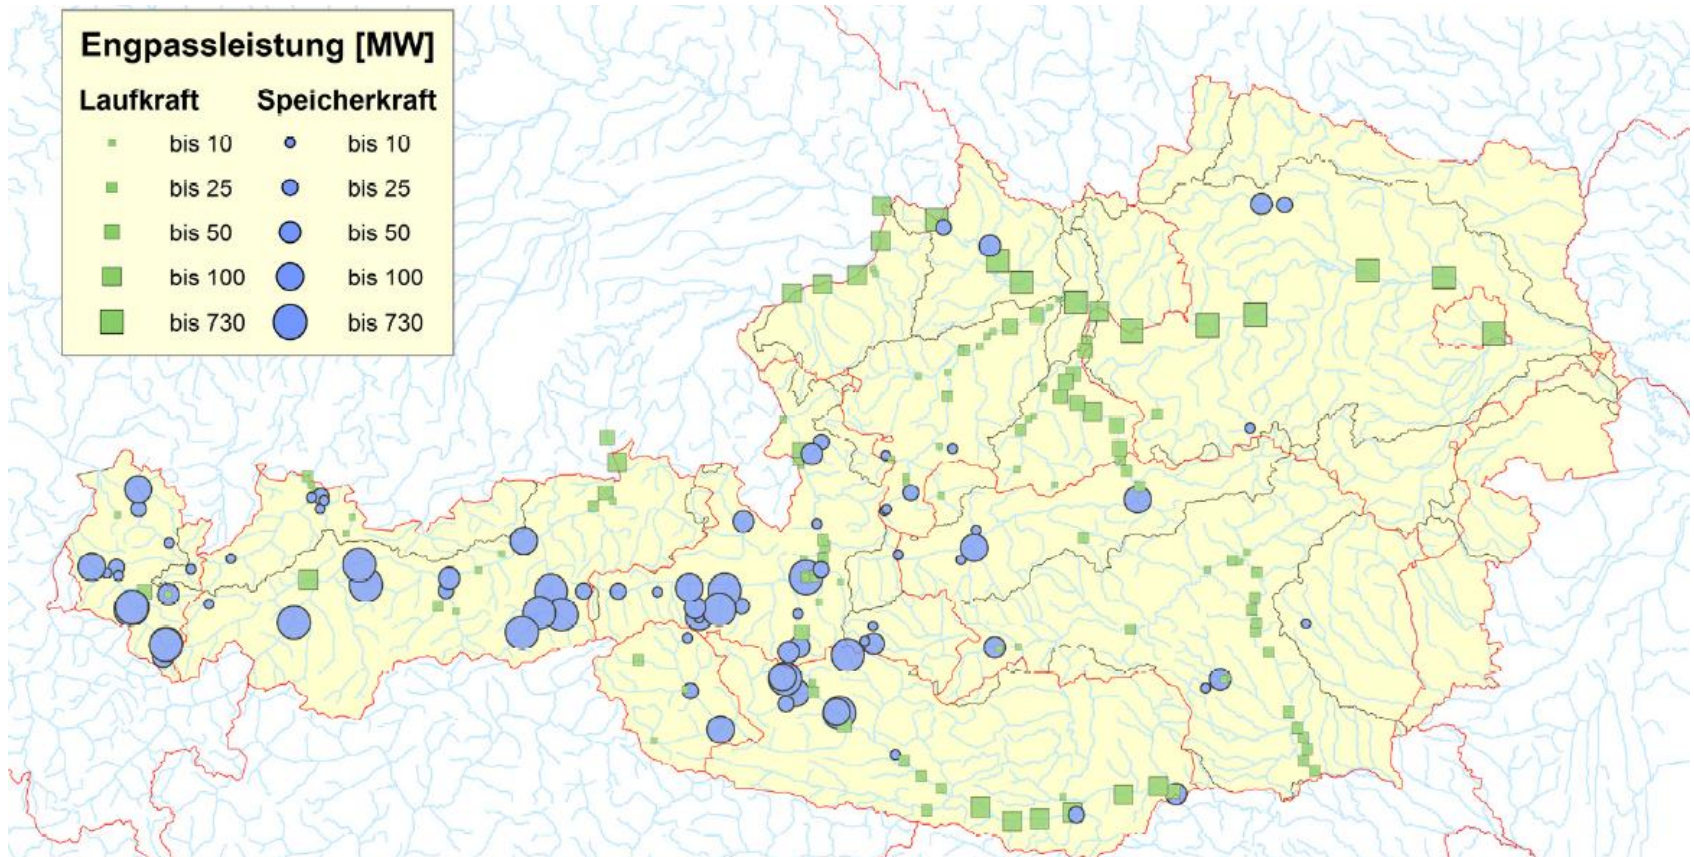 Engpassleistung [MW]
Laufkraft Speicherkraft
bis 10 bis 10
bis 25 bis 25
bis 50 bis 50
bis 100 bis 100
bis 730 bis 730